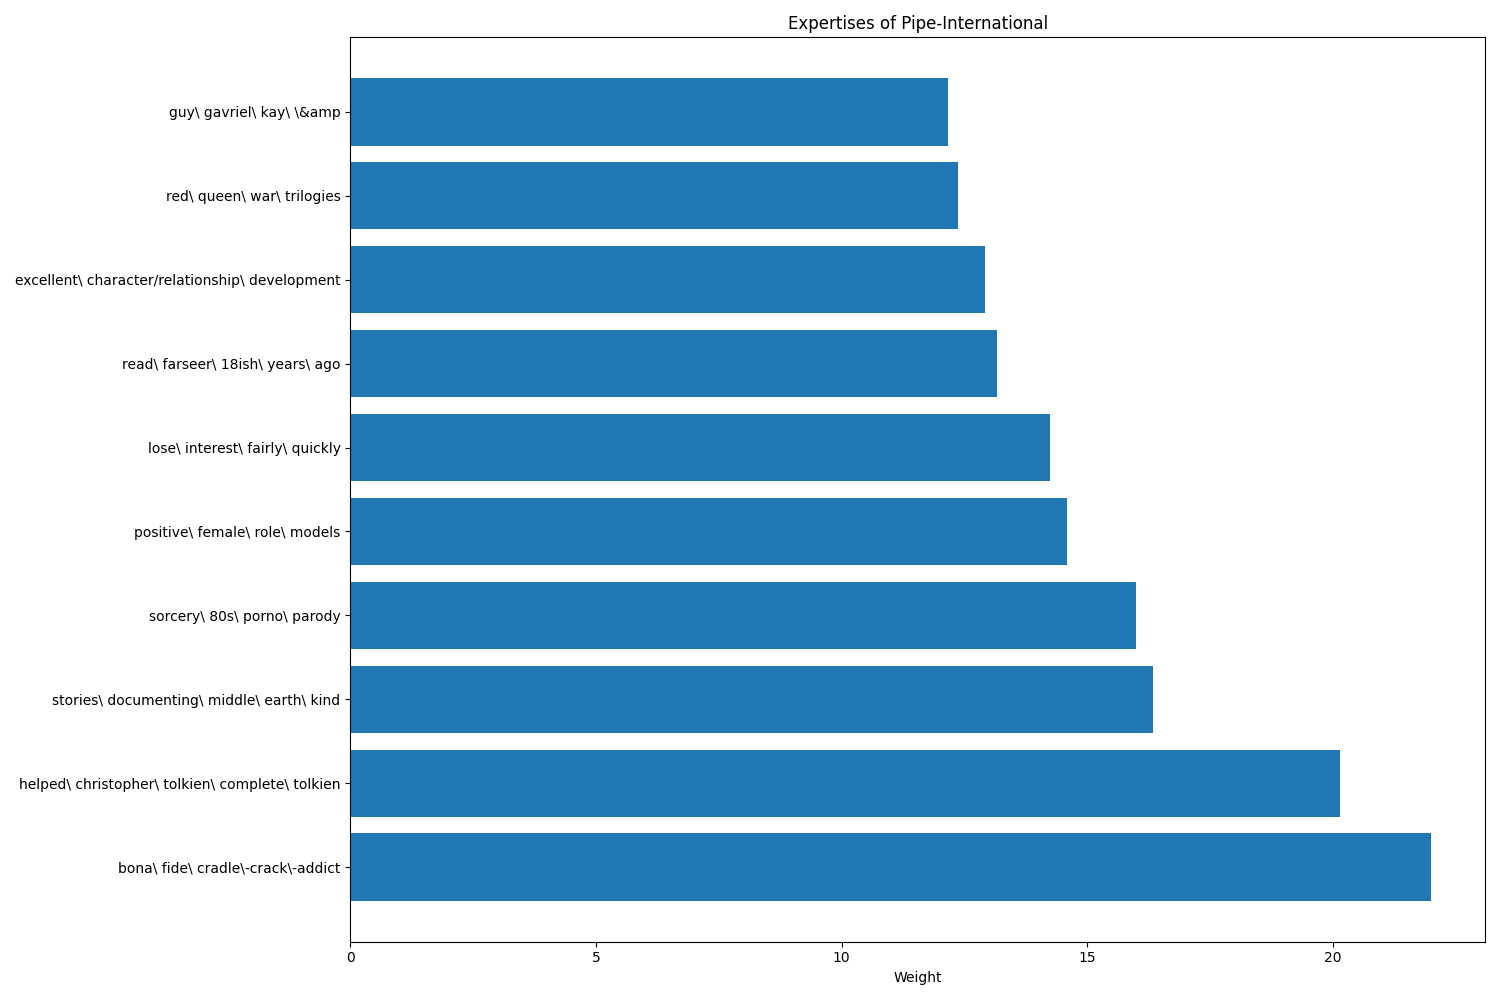 Expertises of Pipe-International
guy\ gavriel\ kay\ \&amp
red\ queen\ war\ trilogies
excellent\ character/relationship\ development
read\ farseer\ 18ish\ years\ ago
lose\ interest\ fairly\ quickly
positive\ female\ role\ models
sorcery\ 80s\ porno\ parody
stories\ documenting\ middle\ earth\ kind
helped\ christopher\ tolkien\ complete\ tolkien
bona\ fide\ cradle\-crack\-addict
0 5 10 15 20
Weight